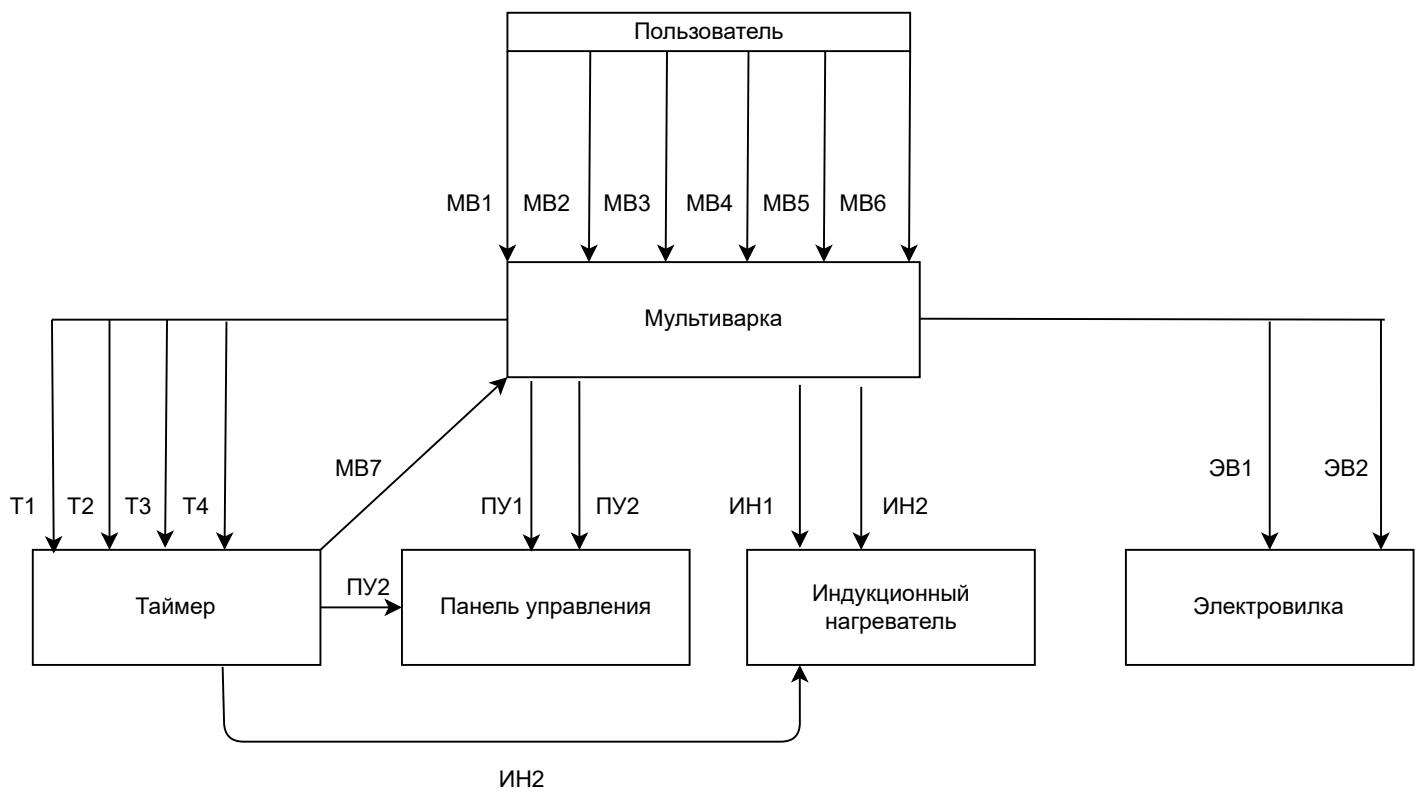 Пользователь
МВ1
МВ2
МВ3
МВ4
МВ5
МВ6
Мультиварка
МВ7
Т1
Т2
Т3
Т4
ПУ1
ПУ2
ИН1
ИН2
ЭВ1
ЭВ2
Таймер
ПУ2
Панель управления
Индукционный
нагреватель
Электровилка
ИН2